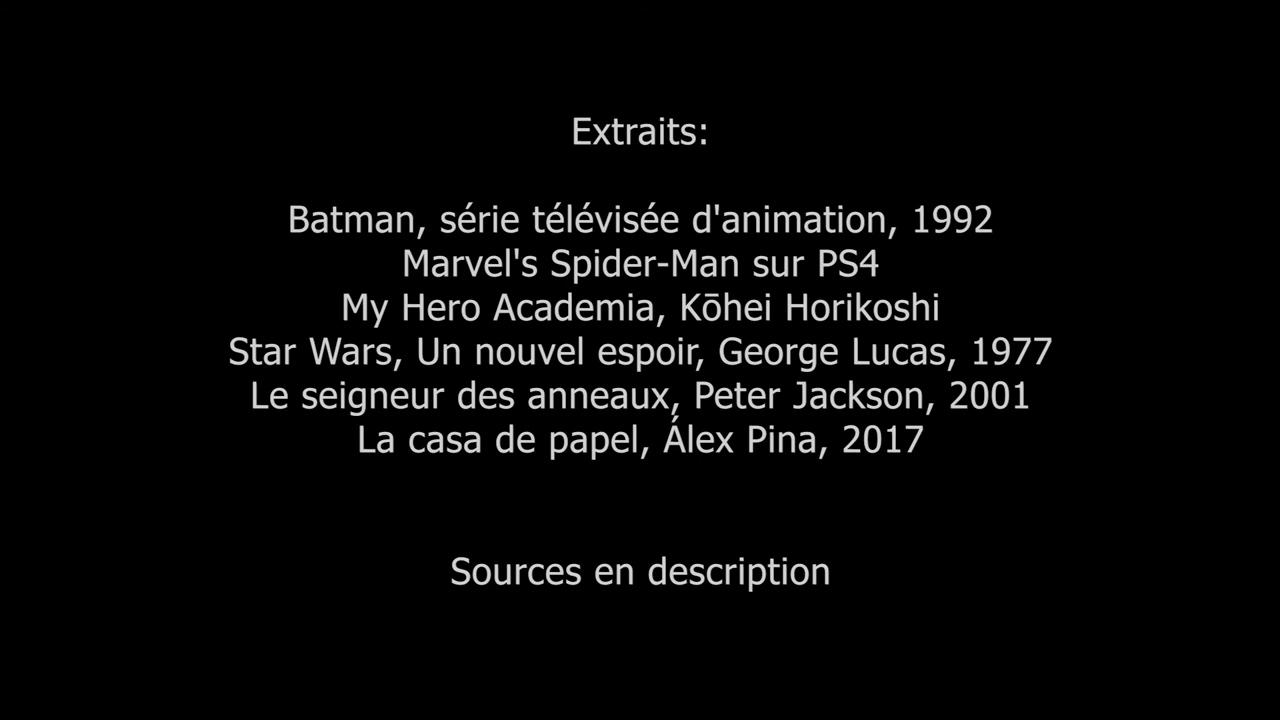 Extraits:
Batman, série télévisée d'animation, 1992
Marvel's Spider-Man sur PS4
My Hero Academia, Kōhei Horikoshi
Star Wars, Un nouvel espoir, George Lucas, 1977
Le seigneur des anneaux, Peter Jackson, 2001
La casa de papel, Álex Pina, 2017
Sources en description